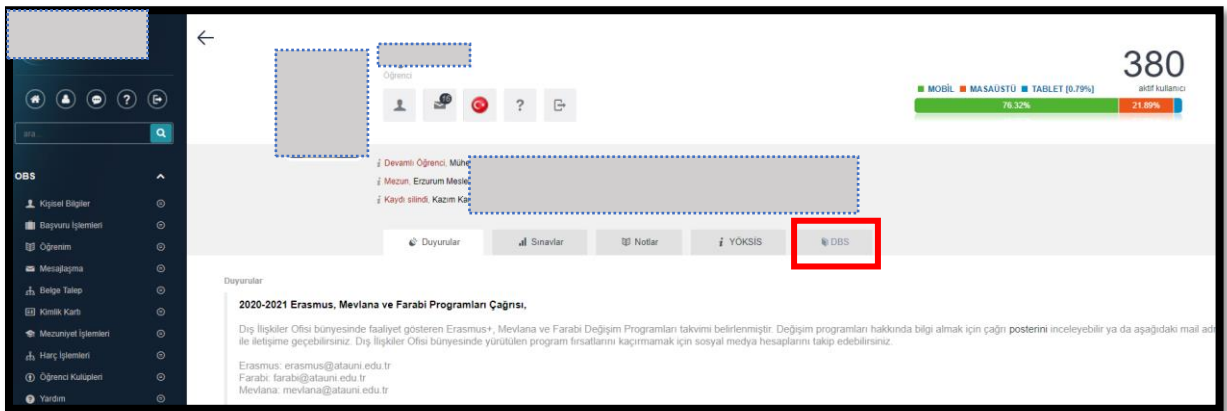 ara...
OBS
Kişisel Bilgiler
Başvuru İşlemleri
Öğrenim
Mesajlaşma
Belge Talep
Kimlik Kartı
Mezuniyet İşlemleri
Harç İşlemleri
Öğrenci Kulüpleri
Yardım
Öğrenci
?
380
aktif kullanıcı
MOBİL MASAÜSTÜ TABLET [0.79%]
76.32% 21.89%
Devamlı Öğrenci, Mühe
Mezun, Erzurum Mesle
Kaydı silindi, Kazım Ka
Duyurular Sınavlar Notlar YÖKSİS DBS
Duyurular
2020-2021 Erasmus, Mevlana ve Farabi Programları Çağrısı,
Dış İlişkiler Ofisi bünyesinde faaliyet gösteren Erasmus+, Mevlana ve Farabi Değişim Programları takvimi belirlenmiştir. Değişim programları hakkında bilgi almak için çağrı posterini inceleyebilir ya da aşağıdaki mail adr
ile iletişime geçebilirsiniz. Dış İlişkiler Ofisi bünyesinde yürütülen program fırsatlarını kaçırmamak için sosyal medya hesaplarını takip edebilirsiniz.
Erasmus: erasmus@atauni.edu.tr
Farabi: farabi@atauni.edu.tr
Mevlana: mevlana@atauni.edu.tr